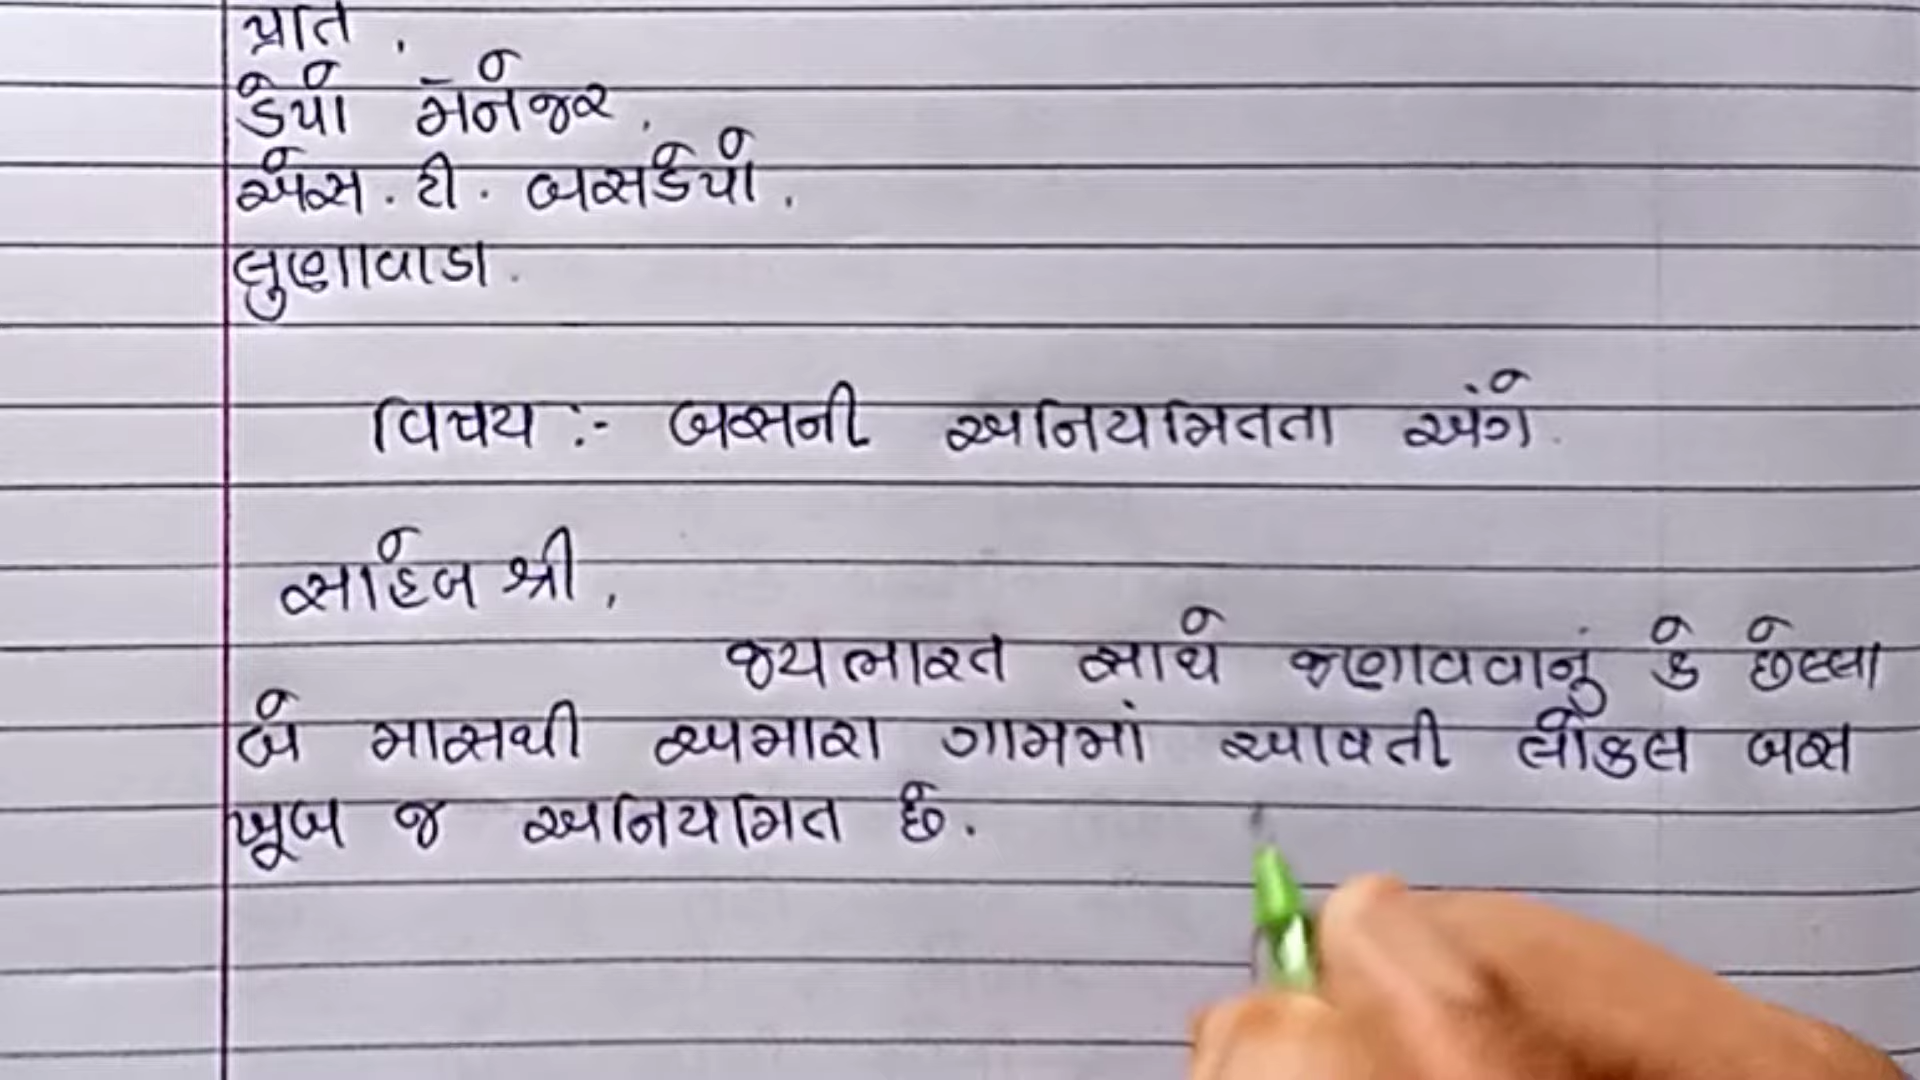 પ્રતિ,
ડેપો મેનેજર,
એસ. ટી. બસડેપો,
લુણાવાડા.
વિષય :- બસની અનિયમિતતા અંગે.
સાહેબ શ્રી,
જયભારત સાથે જણાવવાનું કે છેલ્લા
બે માસથી અમારા ગામમાં આવતી લોકલ બસ
ખૂબ જ અનિયમિત છે.